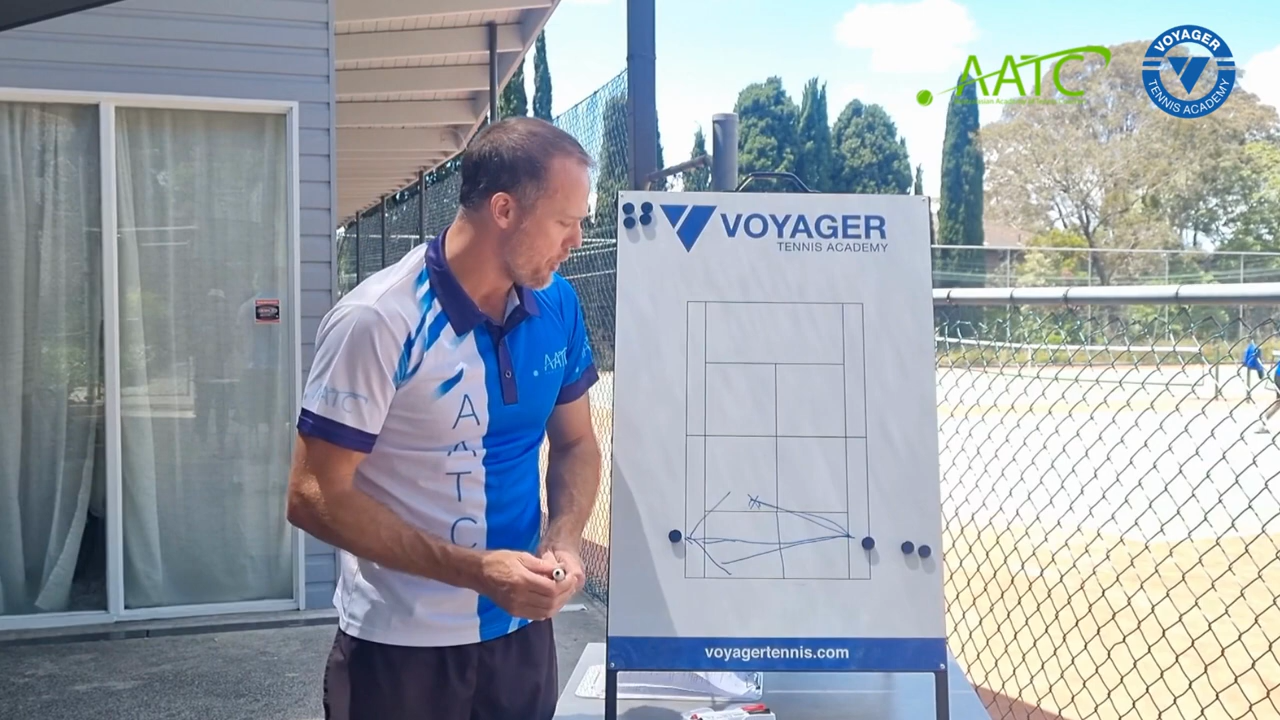 AATC
VOYAGER
TENNIS ACADEMY
VOYAGER
TENNIS ACADEMY
AATC
AATC
A
A
T
C
voyagertennis.com